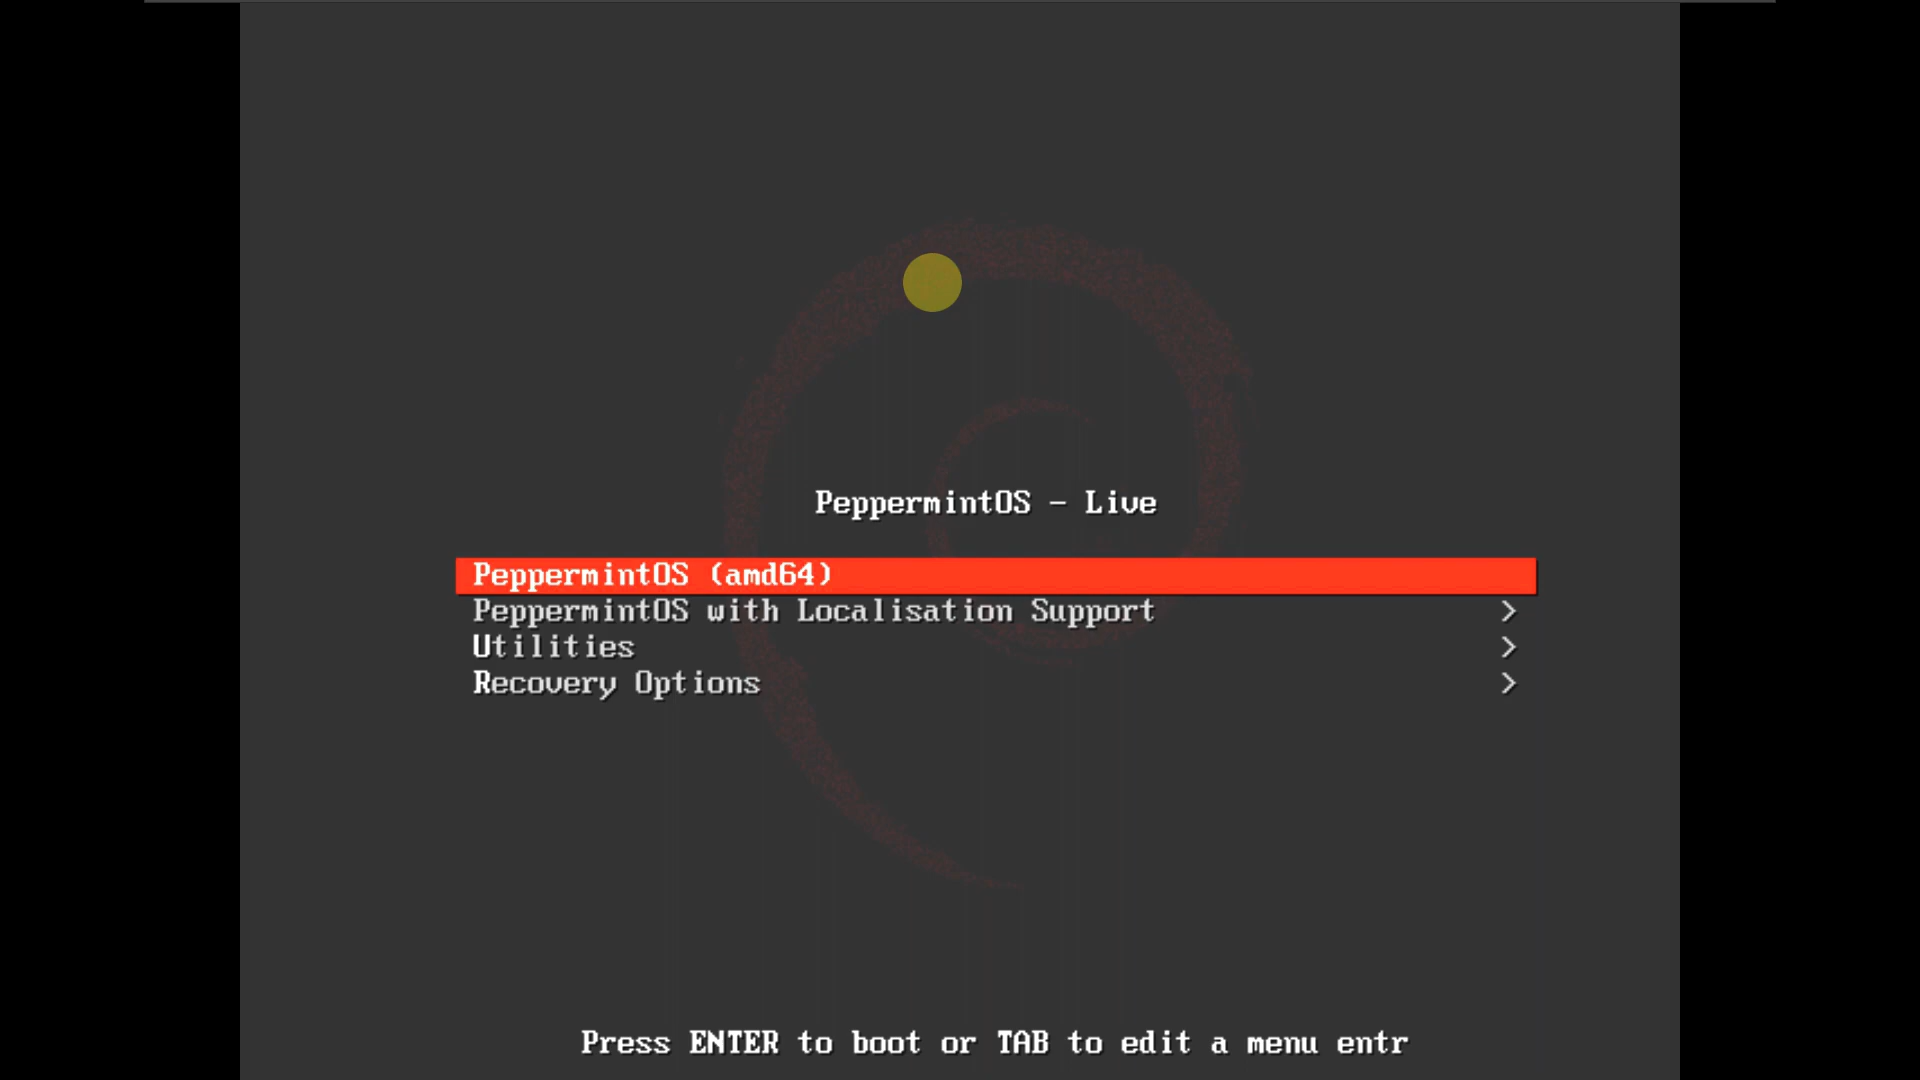 PeppermintOS - Live
PeppermintOS (amd64)
PeppermintOS with Localisation Support >
Utilities >
Recovery Options >
Press ENTER to boot or TAB to edit a menu entr